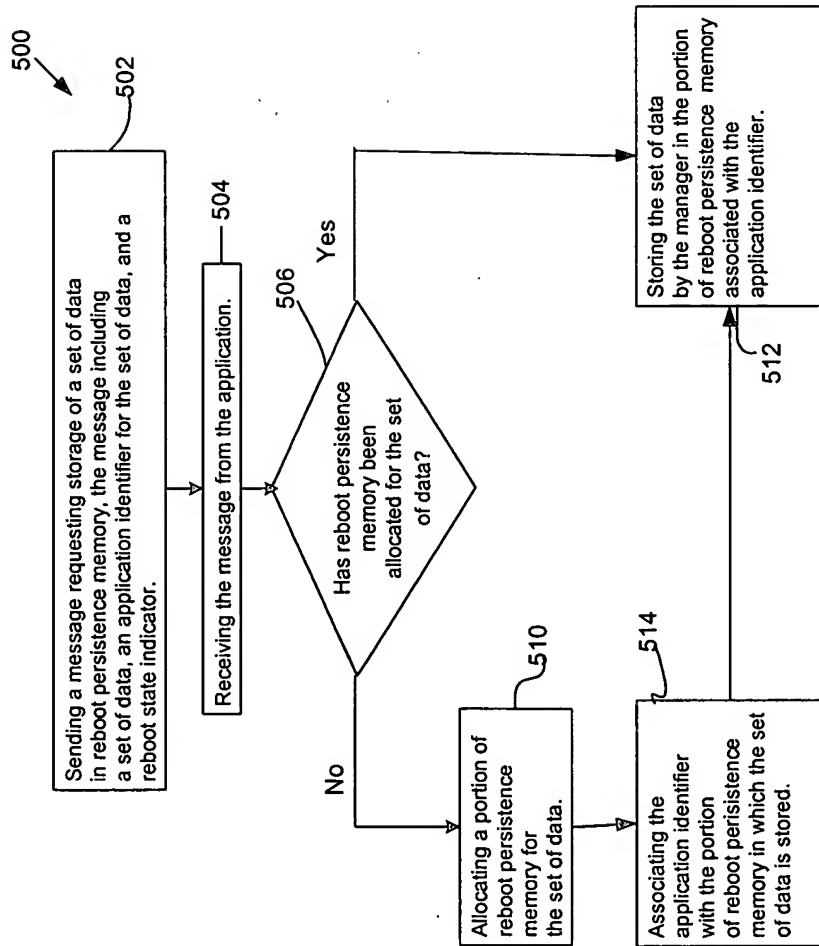 500
502
Sending a message requesting storage of a set of data
in reboot persistence memory, the message including
a set of data, an application identifier for the set of data, and a
reboot state indicator.
504
Receiving the message from the application.
506
Has reboot persistence
memory been
allocated for the set
of data?
Yes
No
510
Allocating a portion of
reboot persistence
memory for
the set of data.
514
Associating the
application identifier
with the portion
of reboot perisistence
memory in which the set
of data is stored.
Storing the set of data
by the manager in the portion
of reboot persistence memory
associated with the
application identifier.
512